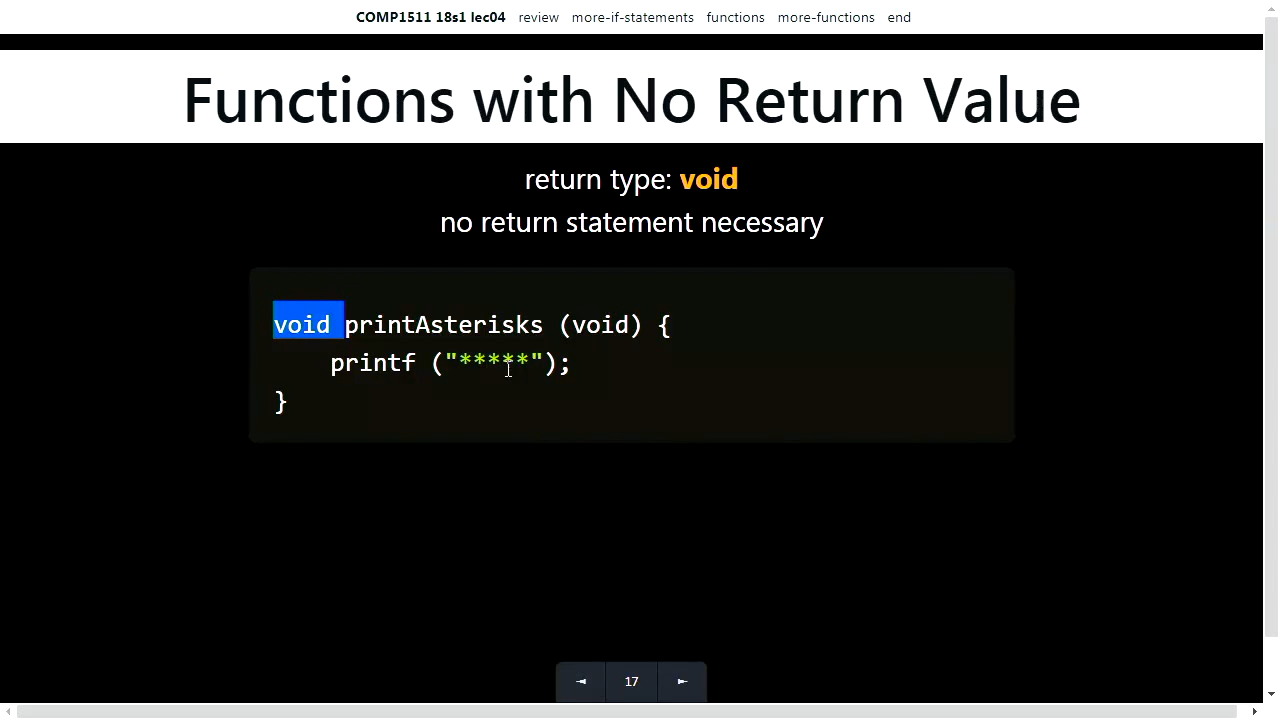 COMP1511 18s1 lec04 review more-if-statements functions more-functions end
Functions with No Return Value
return type: void
no return statement necessary
void printAsterisks (void) {
    printf ("*****");
}
17